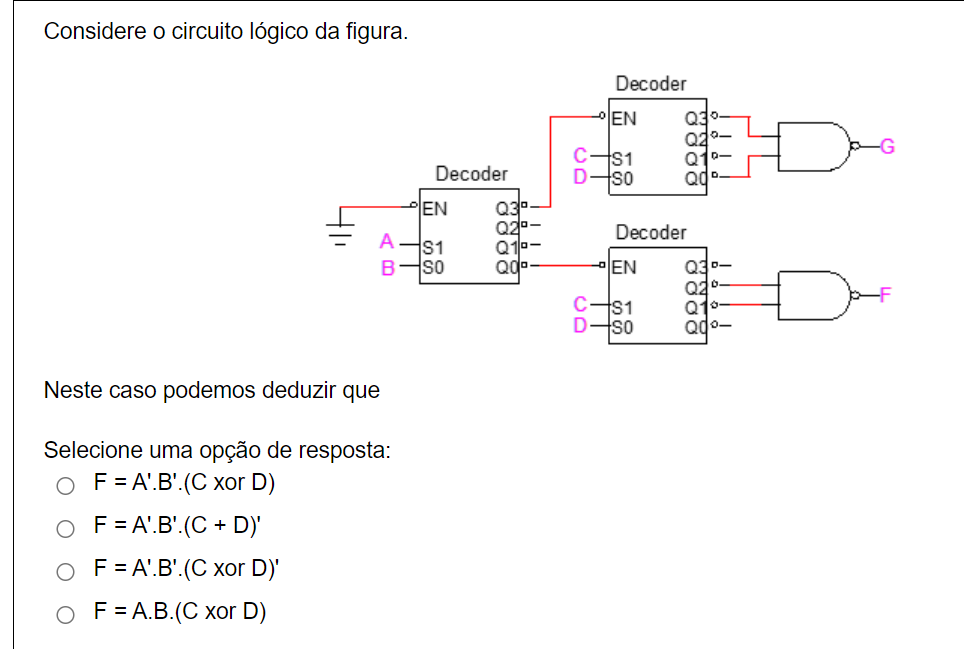 Considere o circuito lógico da figura.
Decoder
EN Q3
Q2
C S1 Q1
D S0 Q0
G
Decoder
EN Q3
Q2
A S1 Q1
B S0 Q0
Decoder
EN Q3
Q2
C S1 Q1
D S0 Q0
F
Neste caso podemos deduzir que
Selecione uma opção de resposta:
F = A'.B'.(C xor D)
F = A'.B'.(C + D)'
F = A'.B'.(C xor D)'
F = A.B.(C xor D)